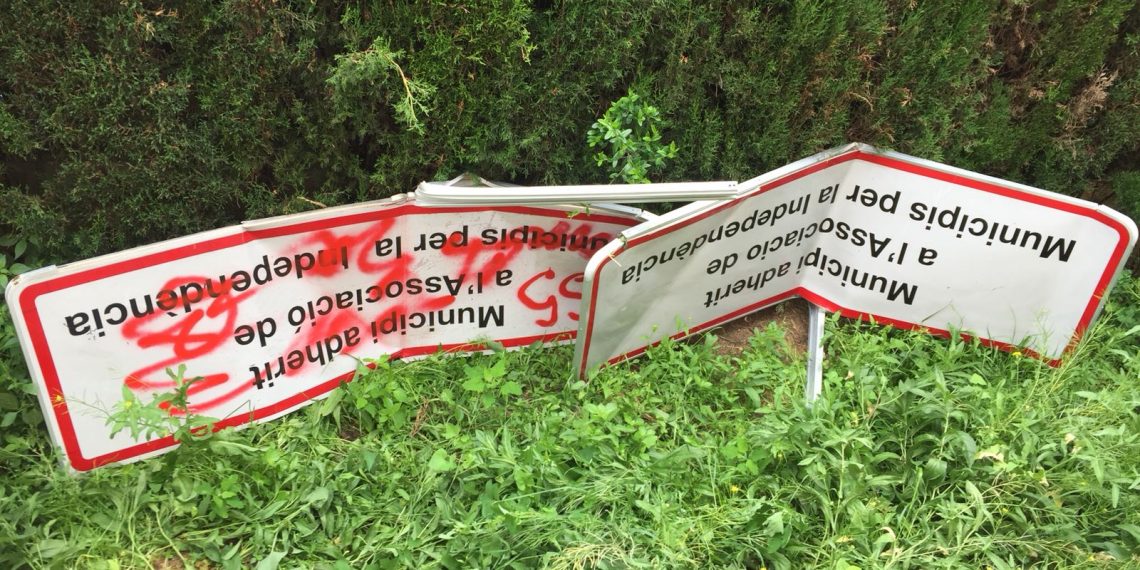 Municipi adherit
a l'Associació de
Municipis per la Independència
Municipi adherit
a l'Associació de
Municipis per la Independència